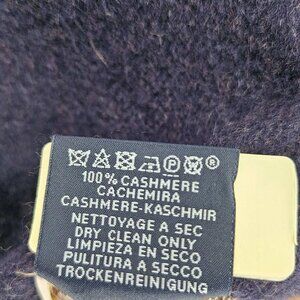 100% CASHMERE
CACHEMIRA
CASHMERE-KASCHMIR
NETTOYAGE A SEC
DRY CLEAN ONLY
LIMPIEZA EN SECO
PULITURA A SECCO
TROCKENREINIGUNG